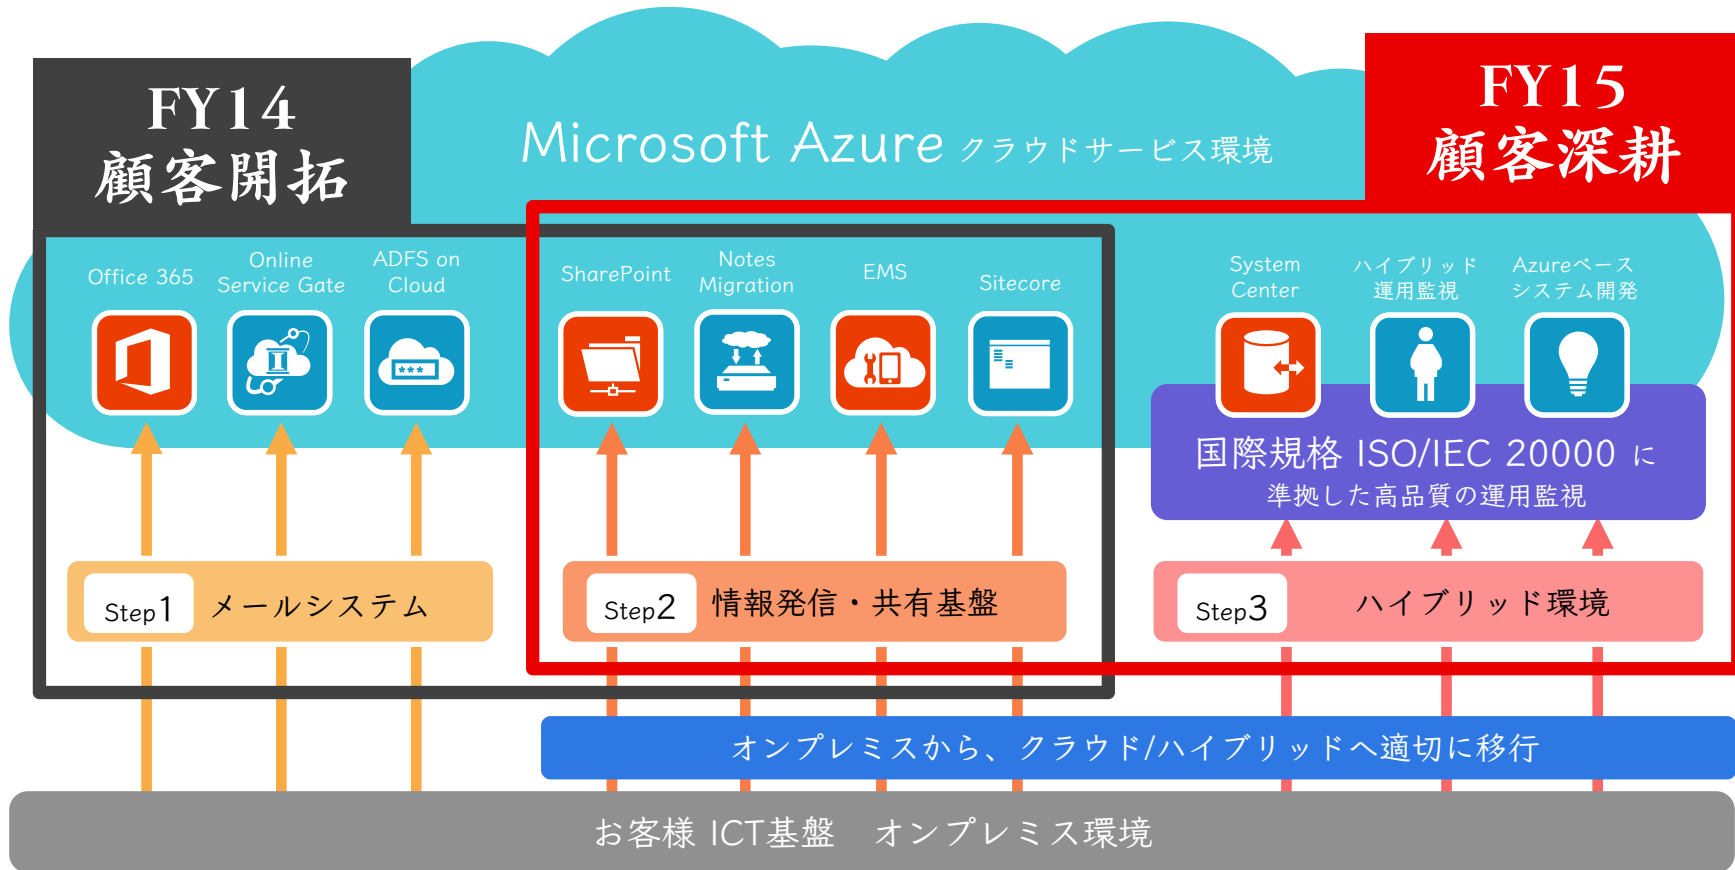 FY14
顧客開拓
Microsoft Azure クラウドサービス環境
FY15
顧客深耕
Office 365
Online
Service Gate
ADFS on
Cloud
SharePoint
Notes
Migration
EMS
Sitecore
System
Center
ハイブリッド
運用監視
Azureベース
システム開発
***
国際規格 ISO/IEC 20000 に
準拠した高品質の運用監視
Step1 メールシステム
Step2 情報発信・共有基盤
Step3 ハイブリッド環境
オンプレミスから、クラウド/ハイブリッドへ適切に移行
お客様 ICT基盤　オンプレミス環境